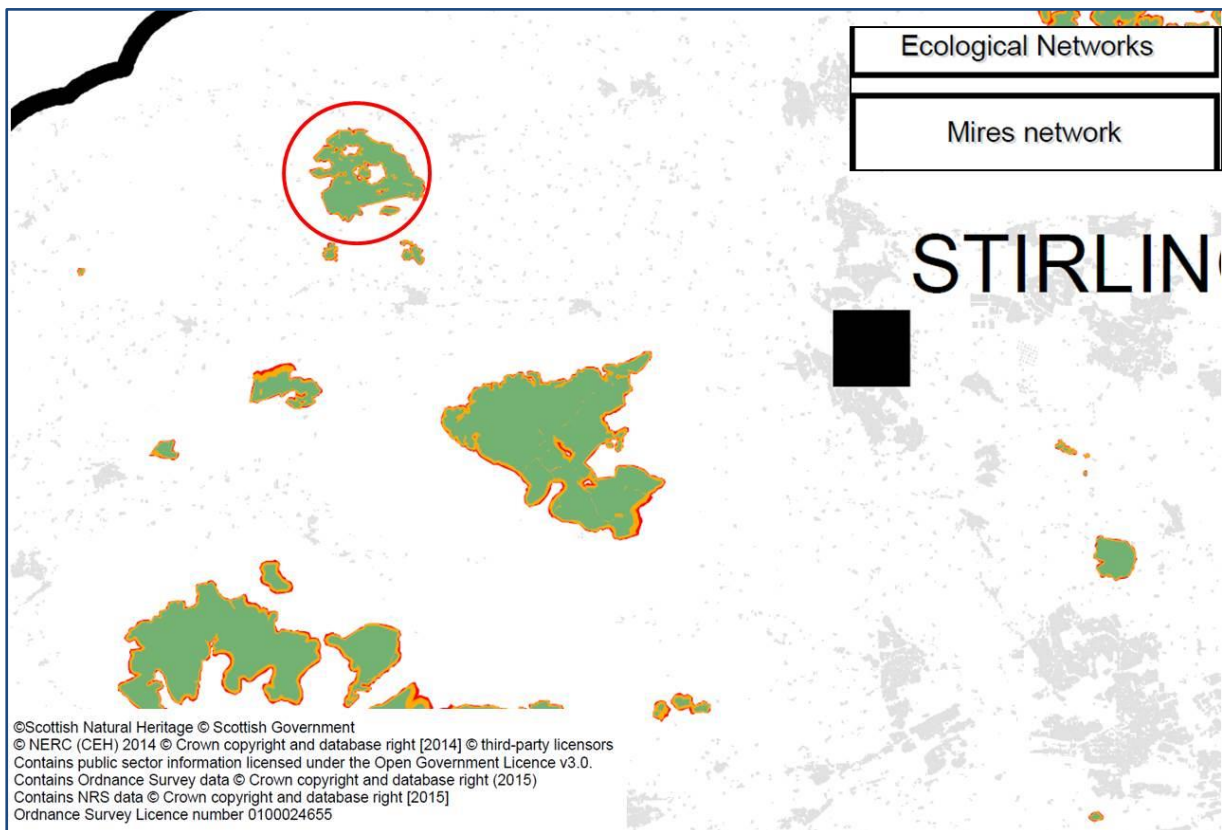 Ecological Networks
Mires network
STIRLIN
©Scottish Natural Heritage © Scottish Government
© NERC (CEH) 2014 © Crown copyright and database right [2014] © third-party licensors
Contains public sector information licensed under the Open Government Licence v3.0.
Contains Ordnance Survey data © Crown copyright and database right (2015)
Contains NRS data © Crown copyright and database right [2015]
Ordnance Survey Licence number 0100024655